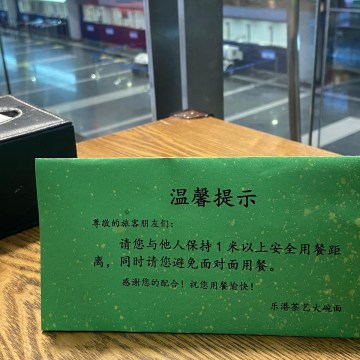 温馨提示
尊敬的旅客朋友们：
请您与他人保持1米以上安全用餐距
离，同时请您避免面对面用餐。
感谢您的配合！祝您用餐愉快！
乐港茶艺大碗面